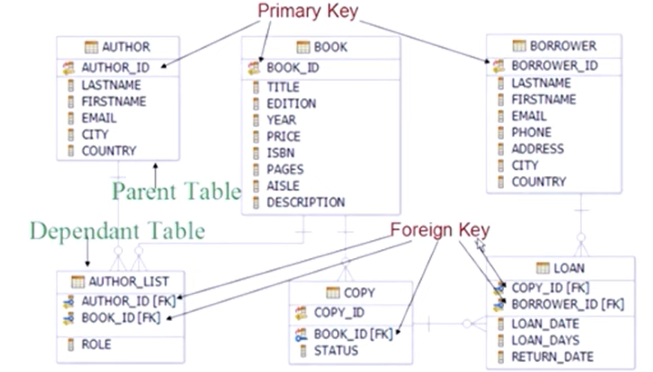 Primary Key
AUTHOR
AUTHOR_ID
LASTNAME
FIRSTNAME
EMAIL
CITY
COUNTRY
BOOK
BOOK_ID
TITLE
EDITION
YEAR
PRICE
ISBN
PAGES
AISLE
DESCRIPTION
BORROWER
BORROWER_ID
LASTNAME
FIRSTNAME
EMAIL
PHONE
ADDRESS
CITY
COUNTRY
Parent Table
Dependant Table
Foreign Key
AUTHOR_LIST
AUTHOR_ID [FK]
BOOK_ID [FK]
ROLE
COPY
COPY_ID
BOOK_ID [FK]
STATUS
LOAN
COPY_ID [FK]
BORROWER_ID [FK]
LOAN_DATE
LOAN_DAYS
RETURN_DATE